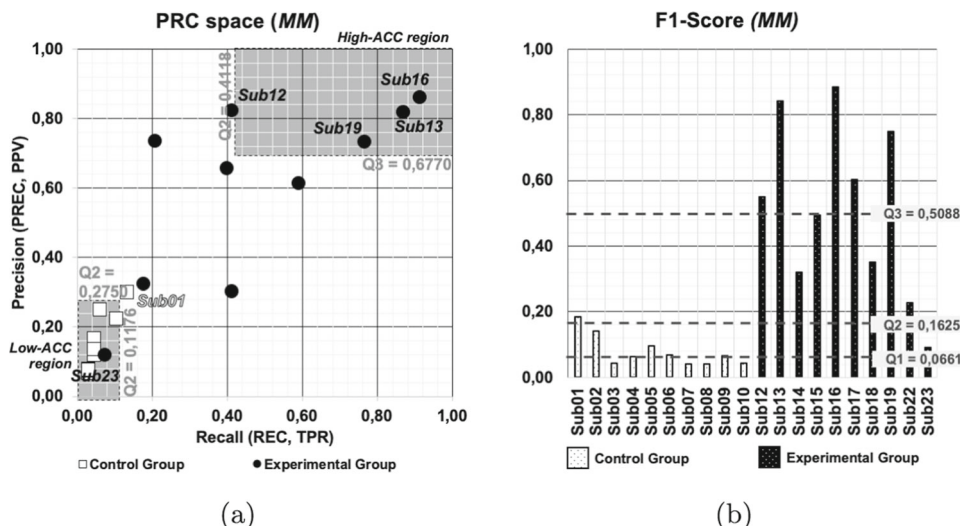 PRC space (MM)
High-ACC region
1,00
0,80
0,60
0,40
0,20
0,00
Precision (PREC, PPV)
Q2 = 0,4118
Sub12
Sub16
Sub19
Sub13
Q3 = 0,6770
Q2 =
0,2750
Sub01
Q2 = 0,1176
Low-ACC
region
Sub23
0,00 0,20 0,40 0,60 0,80 1,00
Recall (REC, TPR)
Control Group Experimental Group
(a)
F1-Score (MM)
1,00
0,80
0,60
0,40
0,20
0,00
Q3 = 0,5088
Q2 = 0,1625
Q1 = 0,0661
Sub01
Sub02
Sub03
Sub04
Sub05
Sub06
Sub07
Sub08
Sub09
Sub10
Sub12
Sub13
Sub14
Sub15
Sub16
Sub17
Sub18
Sub19
Sub22
Sub23
Control Group Experimental Group
(b)